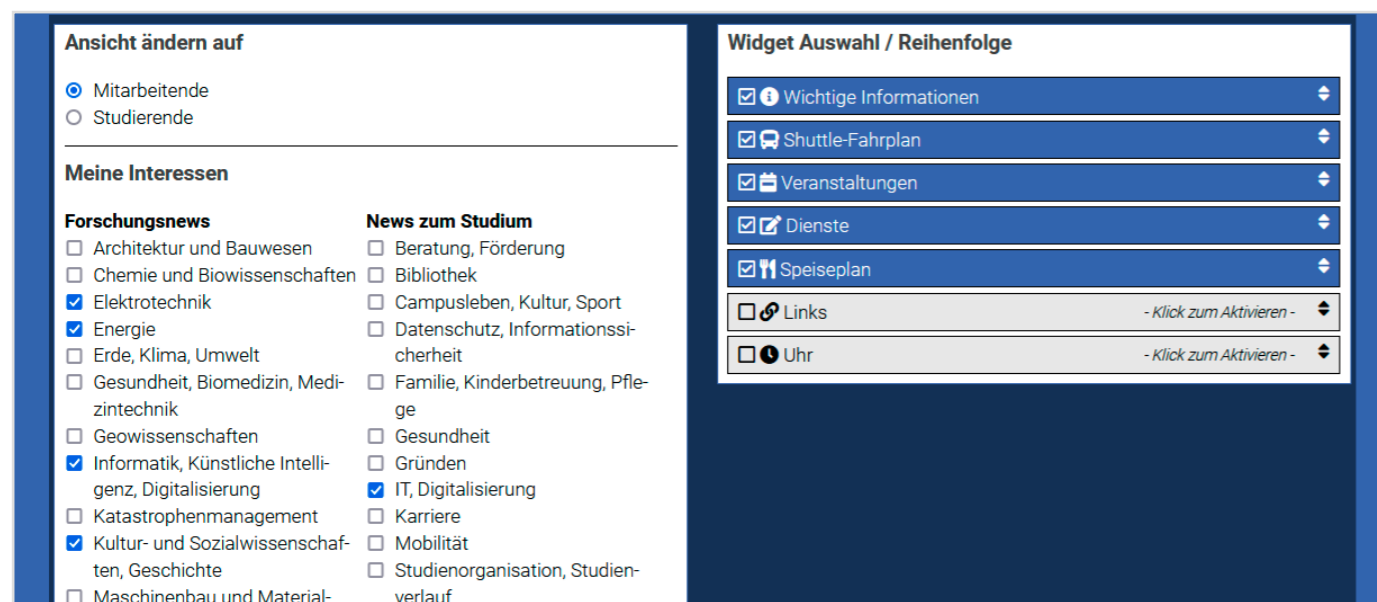 Ansicht ändern auf
Mitarbeitende
Studierende
Meine Interessen
Forschungsnews
Architektur und Bauwesen
Chemie und Biowissenschaften
Elektrotechnik
Energie
Erde, Klima, Umwelt
Gesundheit, Biomedizin, Medi-
zintechnik
Geowissenschaften
Informatik, Künstliche Intelli-
genz, Digitalisierung
Katastrophenmanagement
Kultur- und Sozialwissenschaf-
ten, Geschichte
Maschinenbau und Material-
News zum Studium
Beratung, Förderung
Bibliothek
Campusleben, Kultur, Sport
Datenschutz, Informationssi-
cherheit
Familie, Kinderbetreuung, Pfle-
ge
Gesundheit
Gründen
IT, Digitalisierung
Karriere
Mobilität
Studienorganisation, Studien-
verlauf
Widget Auswahl / Reihenfolge
Wichtige Informationen
Shuttle-Fahrplan
Veranstaltungen
Dienste
Speiseplan
Links - Klick zum Aktivieren -
Uhr - Klick zum Aktivieren -